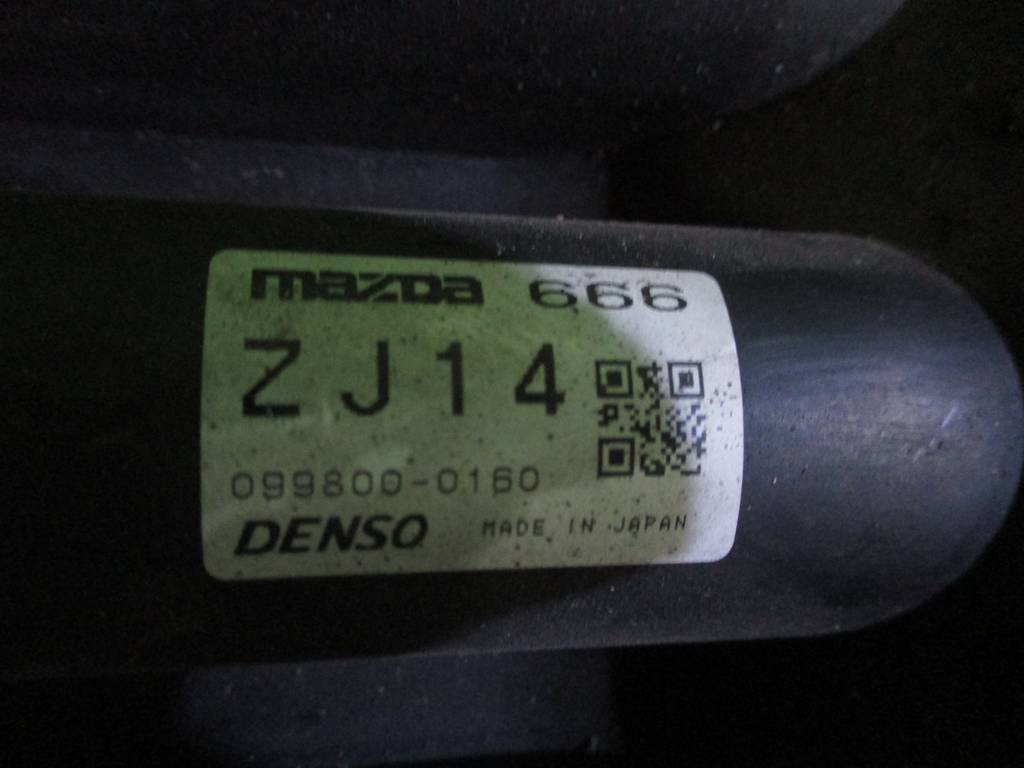 mazda 666
ZJ14
099800-0160
DENSO MADE IN JAPAN